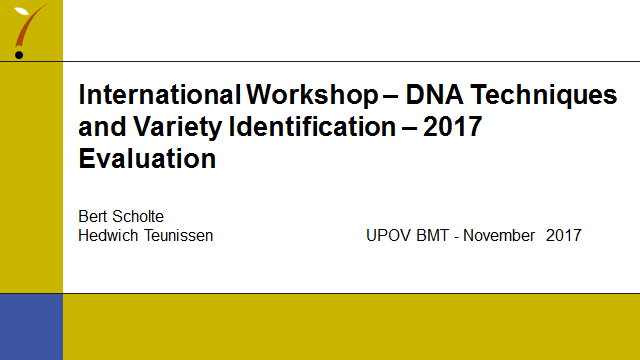 International Workshop – DNA Techniques
and Variety Identification – 2017
Evaluation
Bert Scholte
Hedwich Teunissen UPOV BMT - November 2017